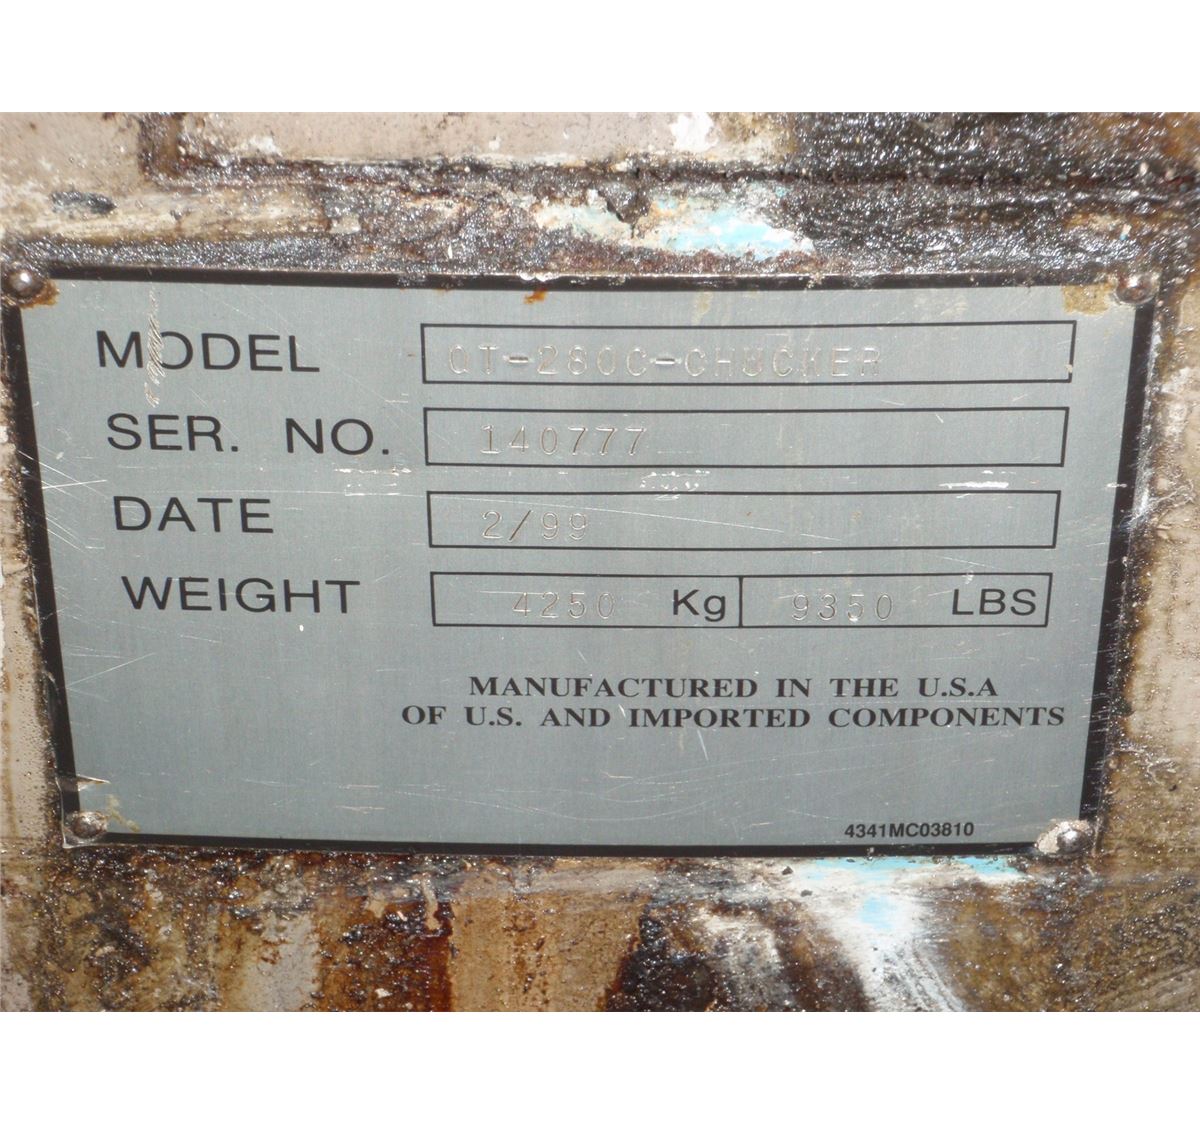 MODEL QT-280C-CHUCKER
SER. NO. 140777
DATE 2/99
WEIGHT 4250 Kg 9350 LBS
MANUFACTURED IN THE U.S.A
OF U.S. AND IMPORTED COMPONENTS
4341MC03810